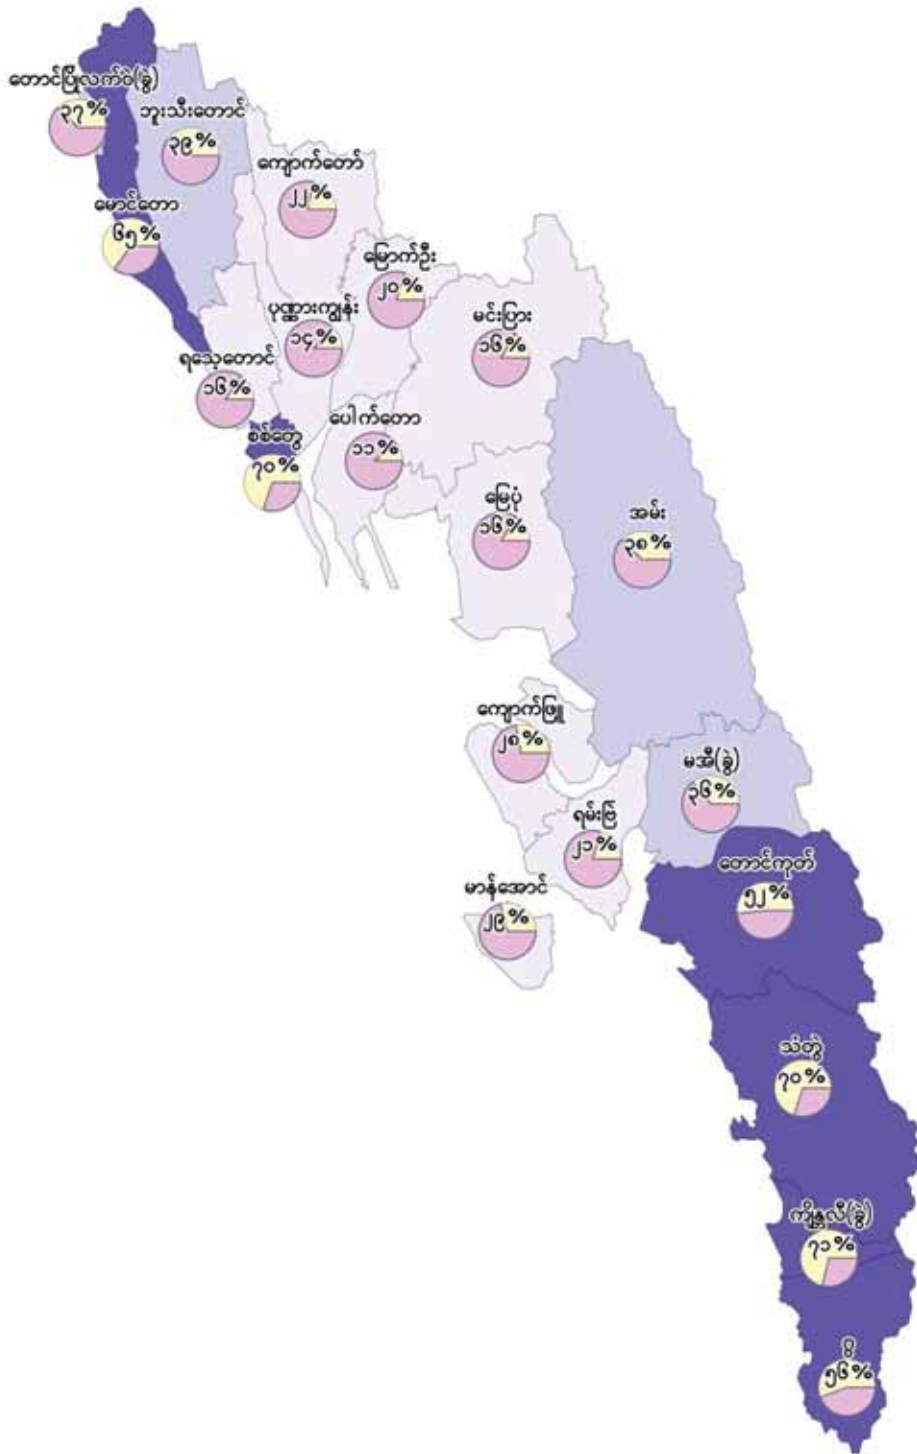 တောင်ပြိုလက်ဝဲ(ခွဲ)
၃၇%
ဘူးသီးတောင်
၃၉%
ကျောက်တော်
၂၂%
မောင်တော
၆၅%
မြောက်ဦး
၂၀%
ပုဏ္ဏားကျွန်း
၁၄%
မင်းပြား
၁၆%
ရသေ့တောင်
၁၆%
ပေါက်တော
၁၁%
စစ်တွေ
၇၀%
မြေပုံ
၁၆%
အမ်း
၃၈%
ကျောက်ဖြူ
၂၈%
မအီ(ခွဲ)
၃၆%
ရမ်းဗြဲ
၂၁%
တောင်ကုတ်
၅၂%
မာန်အောင်
၂၉%
သံတွဲ
၇၀%
ကျိန္တလီ(ခွဲ)
၇၁%
ဂွ
၅၆%